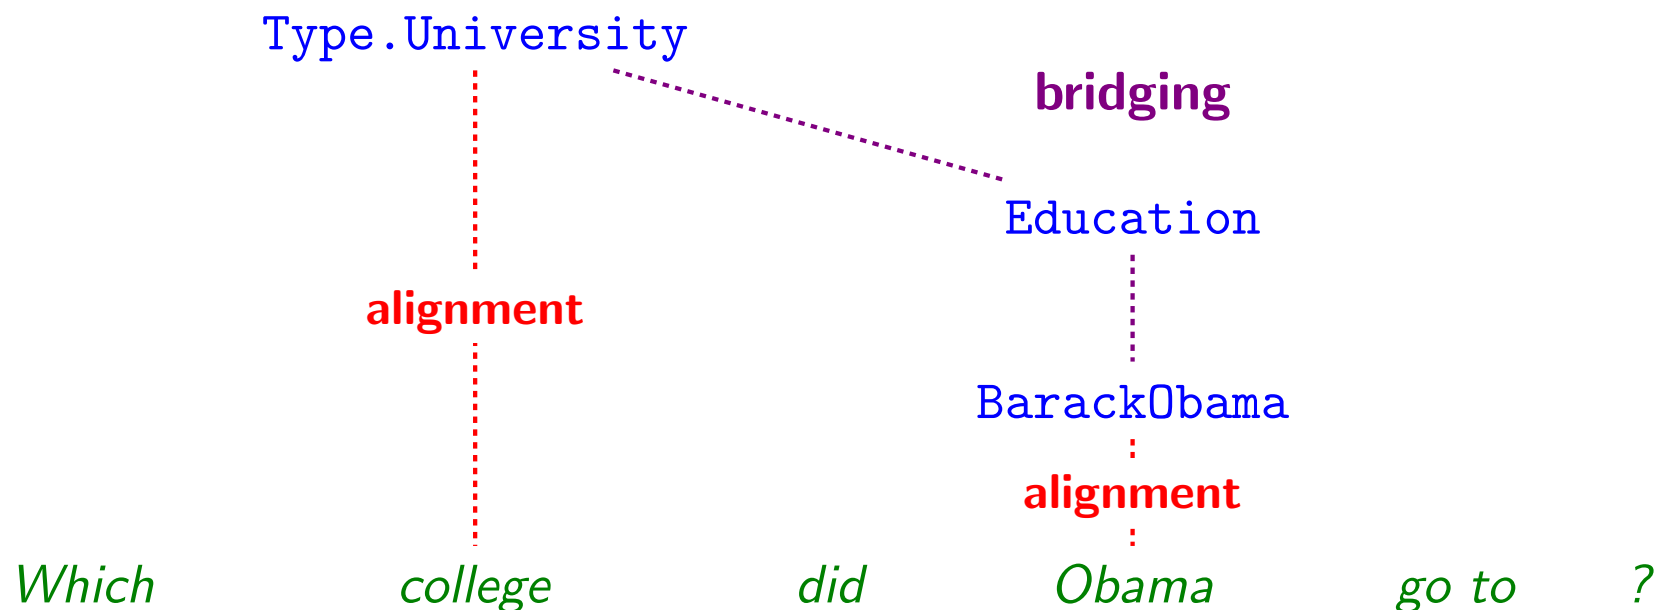 Type.University
bridging
Education
alignment
BarackObama
alignment
Which college did Obama go to ?